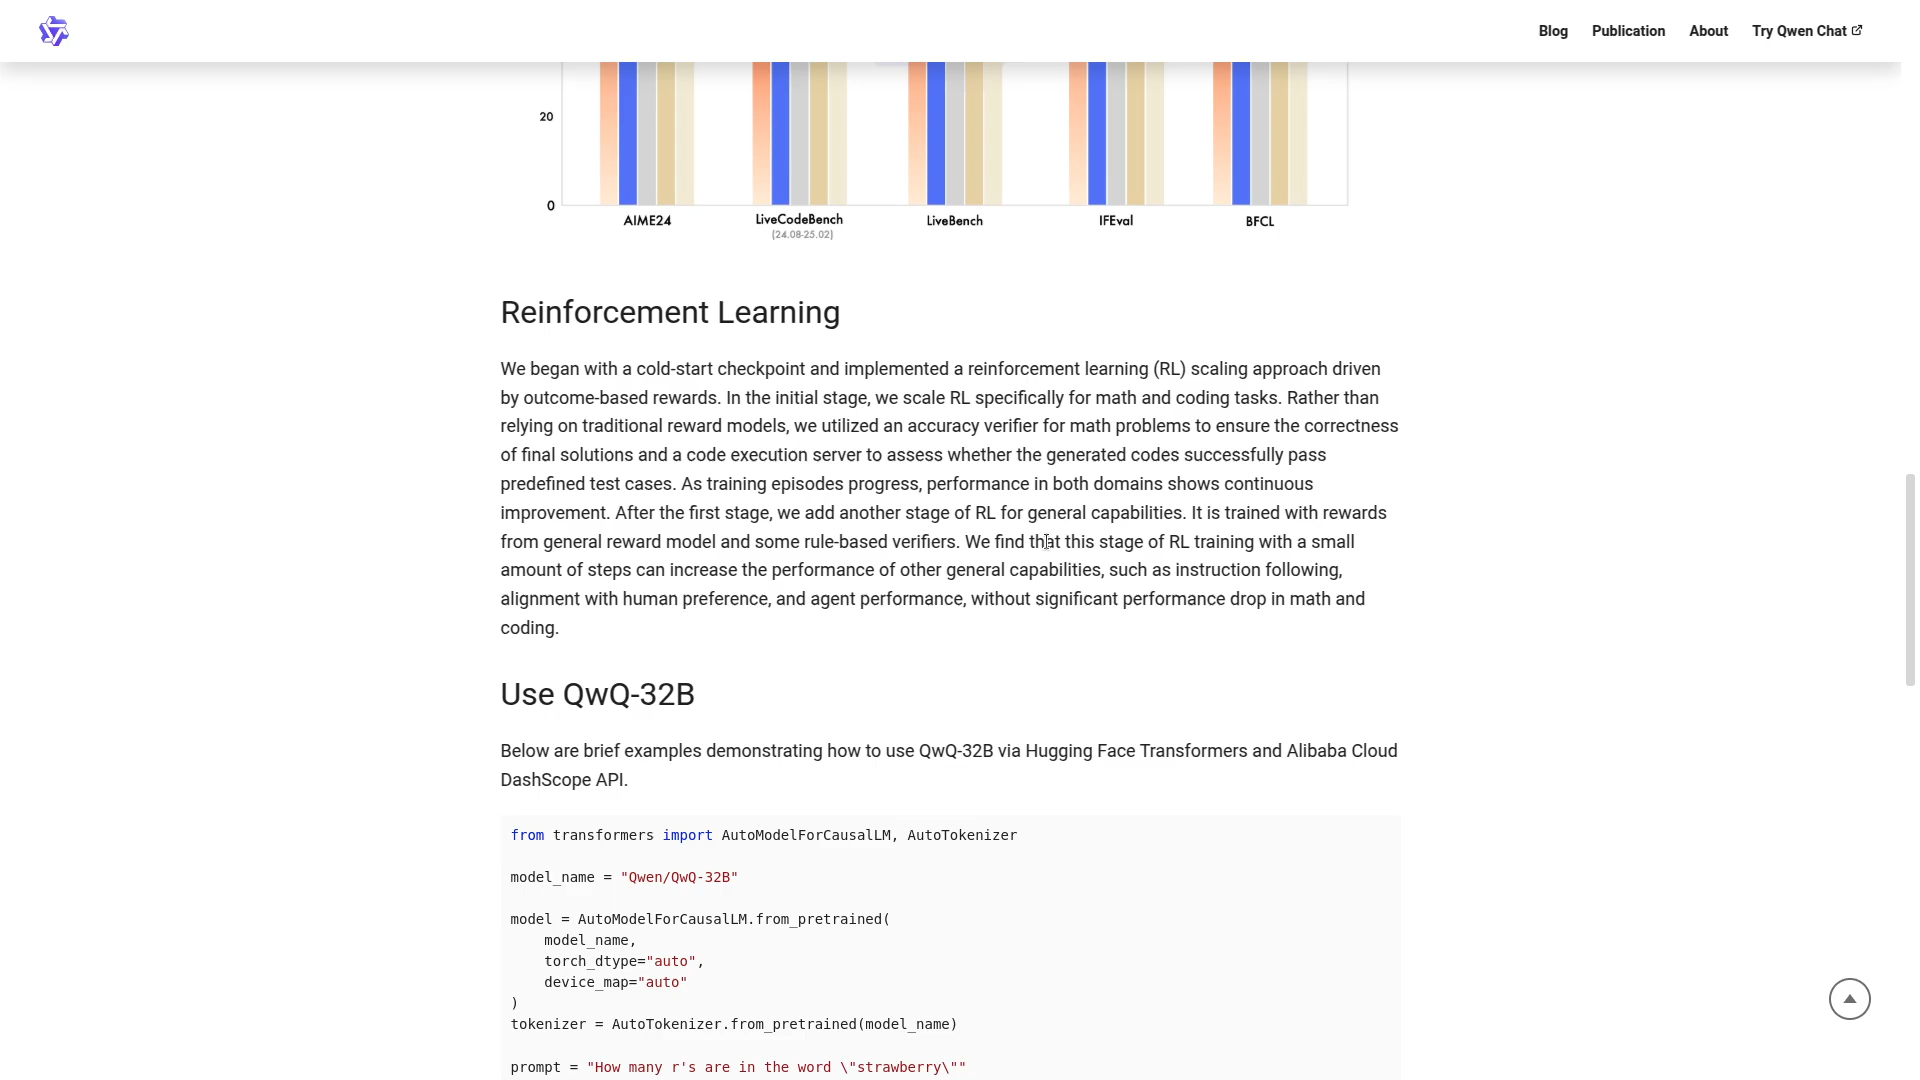 Blog Publication About Try Qwen Chat
20
0
AIME24 LiveCodeBench LiveBench IFEval BFCL
(24.08-25.02)
Reinforcement Learning
We began with a cold-start checkpoint and implemented a reinforcement learning (RL) scaling approach driven
by outcome-based rewards. In the initial stage, we scale RL specifically for math and coding tasks. Rather than
relying on traditional reward models, we utilized an accuracy verifier for math problems to ensure the correctness
of final solutions and a code execution server to assess whether the generated codes successfully pass
predefined test cases. As training episodes progress, performance in both domains shows continuous
improvement. After the first stage, we add another stage of RL for general capabilities. It is trained with rewards
from general reward model and some rule-based verifiers. We find that this stage of RL training with a small
amount of steps can increase the performance of other general capabilities, such as instruction following,
alignment with human preference, and agent performance, without significant performance drop in math and
coding.
Use QwQ-32B
Below are brief examples demonstrating how to use QwQ-32B via Hugging Face Transformers and Alibaba Cloud
DashScope API.
from transformers import AutoModelForCausalLM, AutoTokenizer
model_name = "Qwen/QwQ-32B"
model = AutoModelForCausalLM.from_pretrained(
    model_name,
    torch_dtype="auto",
    device_map="auto"
)
tokenizer = AutoTokenizer.from_pretrained(model_name)
prompt = "How many r's are in the word \"strawberry\""